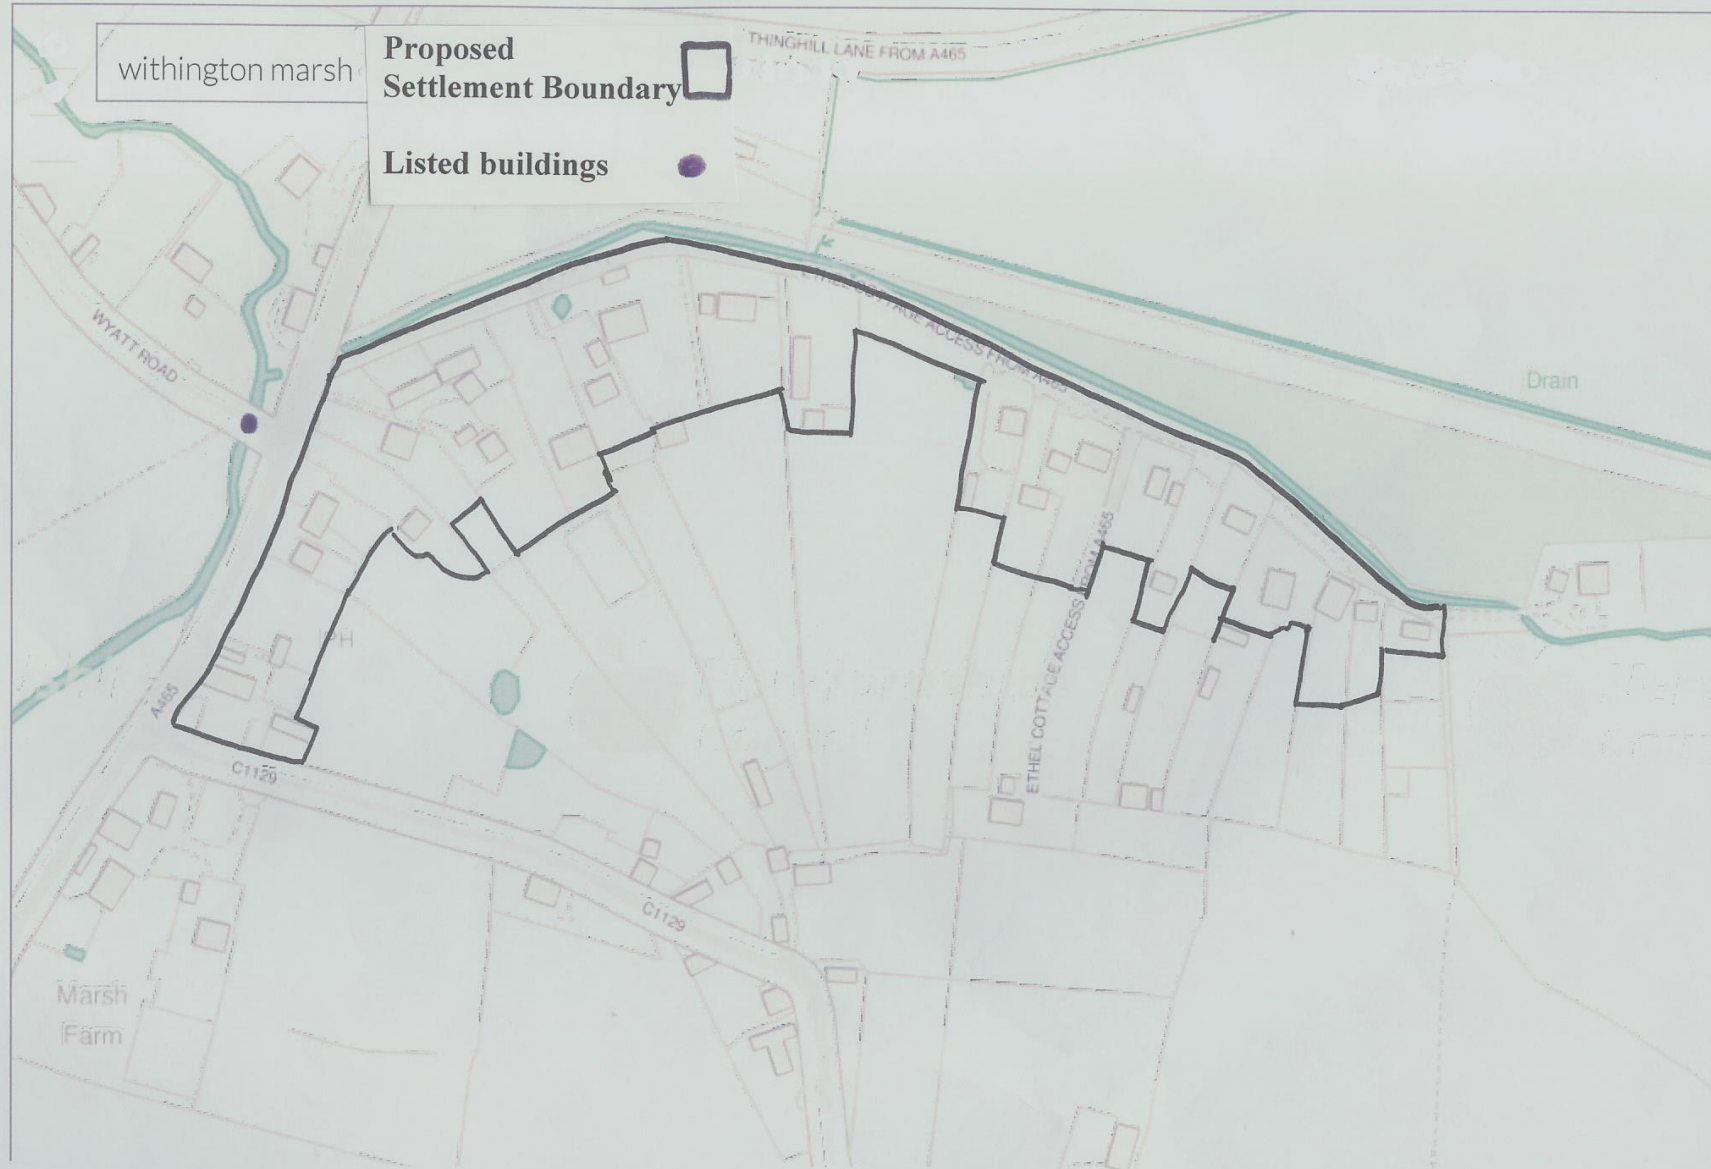 withington marsh
Proposed
Settlement Boundary
Listed buildings
THINGHILL LANE FROM A465
WYATT ROAD
ETHEL COTTAGE ACCESS FROM A465
Drain
ETHEL COTTAGE ACCESS FROM A465
PH
A465
C1129
C1129
Marsh
Farm